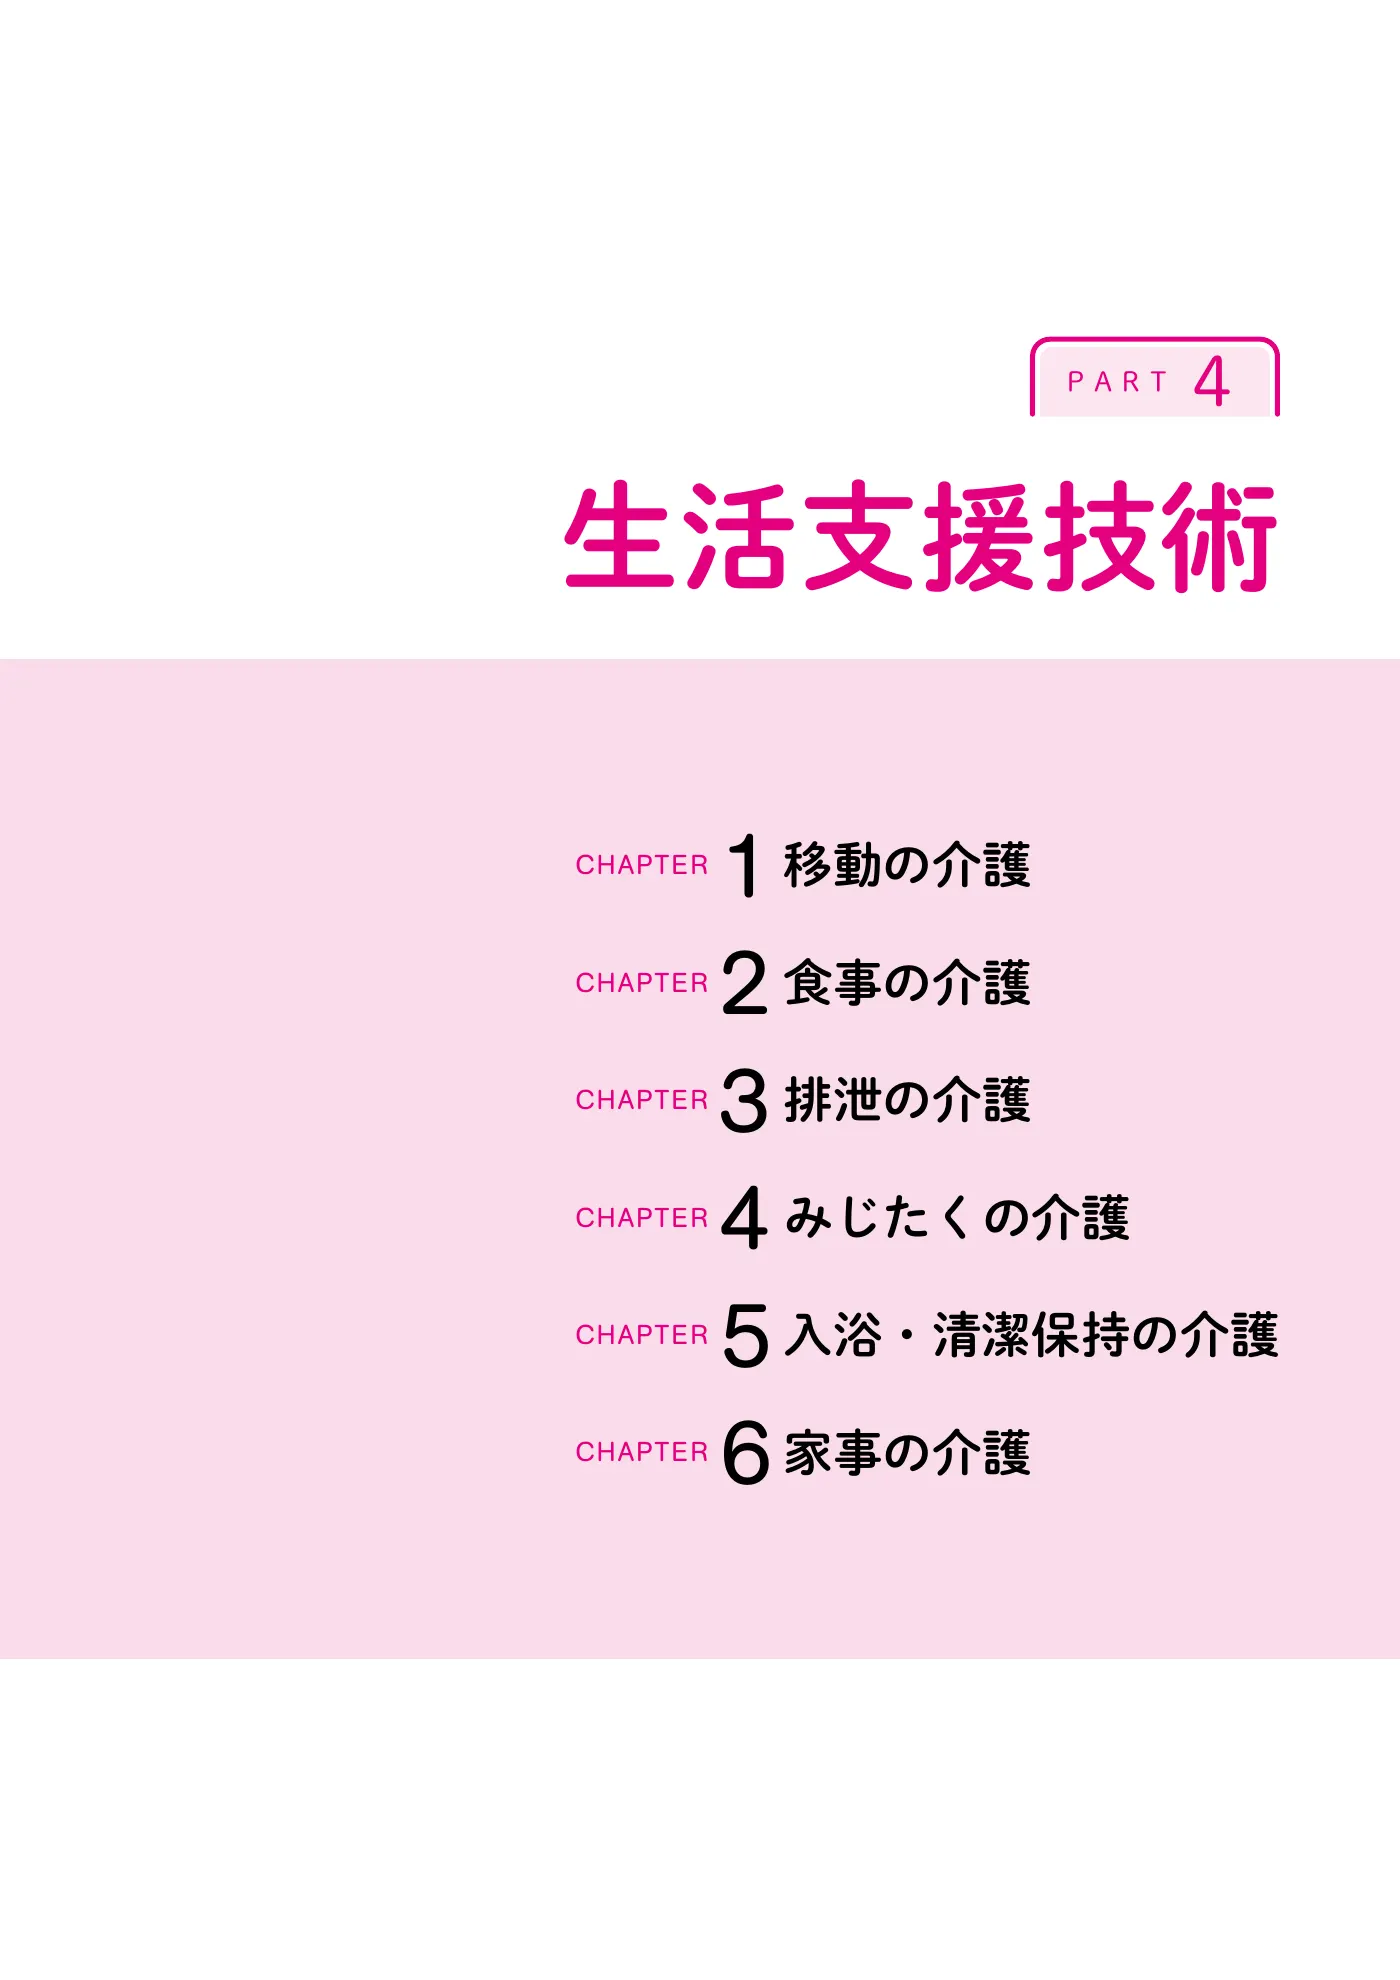 PART 4
生活支援技術
CHAPTER 1 移動の介護
CHAPTER 2 食事の介護
CHAPTER 3 排泄の介護
CHAPTER 4 みじたくの介護
CHAPTER 5 入浴・清潔保持の介護
CHAPTER 6 家事の介護